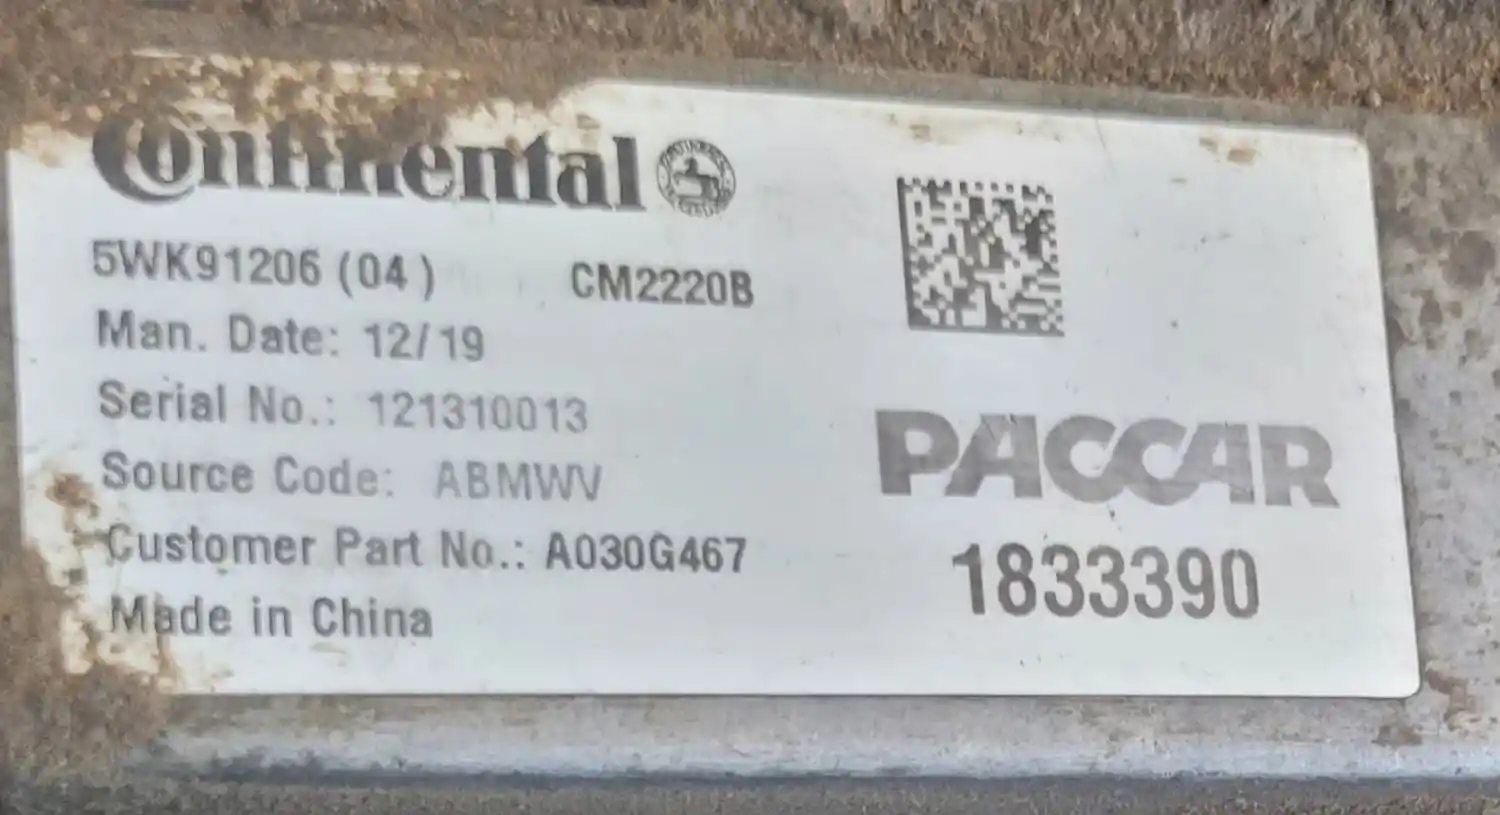 Continental
5WK91206 (04) CM2220B
Man. Date: 12/19
Serial No.: 121310013
Source Code: ABMWV
Customer Part No.: A030G467
Made in China
PACCAR
1833390